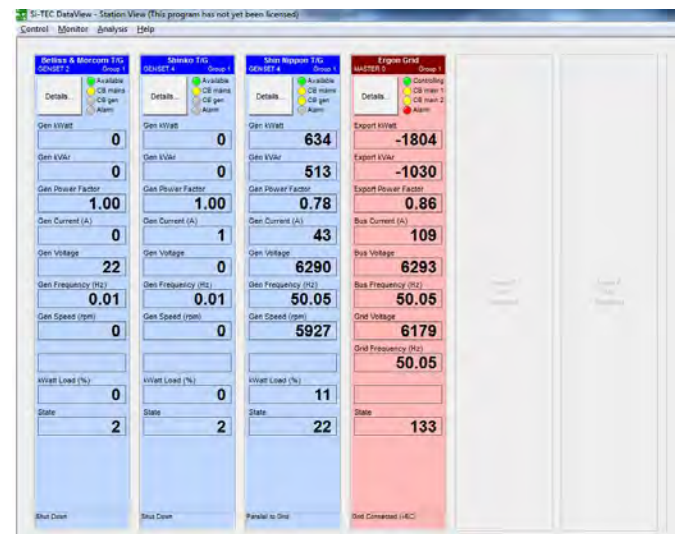 Si-TEC DataView - Station View (This program has not yet been licensed)
Control Monitor Analysis Help
Belliss & Morcom T/G
GENSET 2 Group 1
Details...
Available
CB mains
CB gen
Alarm
Gen kWatt
0
Gen kVAr
0
Gen Power Factor
1.00
Gen Current (A)
0
Gen Voltage
22
Gen Frequency (Hz)
0.01
Gen Speed (rpm)
0
kWatt Load (%)
0
State
2
Shut Down
Shinko T/G
GENSET 4 Group 1
Details...
Available
CB mains
CB gen
Alarm
Gen kWatt
0
Gen kVAr
0
Gen Power Factor
1.00
Gen Current (A)
1
Gen Voltage
0
Gen Frequency (Hz)
0.01
Gen Speed (rpm)
0
kWatt Load (%)
0
State
2
Shut Down
Shin Nippon T/G
GENSET 4 Group 1
Details...
Available
CB mains
CB gen
Alarm
Gen kWatt
634
Gen kVAr
513
Gen Power Factor
0.78
Gen Current (A)
43
Gen Voltage
6290
Gen Frequency (Hz)
50.05
Gen Speed (rpm)
5927
kWatt Load (%)
11
State
22
Parallel to Grid
Ergon Grid
MASTER 0 Group 1
Details...
Controlling
CB main 1
CB main 2
Alarm
Export kWatt
-1804
Export kVAr
-1030
Export Power Factor
0.86
Bus Current (A)
109
Bus Voltage
6293
Bus Frequency (Hz)
50.05
Grid Voltage
6179
Grid Frequency (Hz)
50.05
State
133
Grid Connected